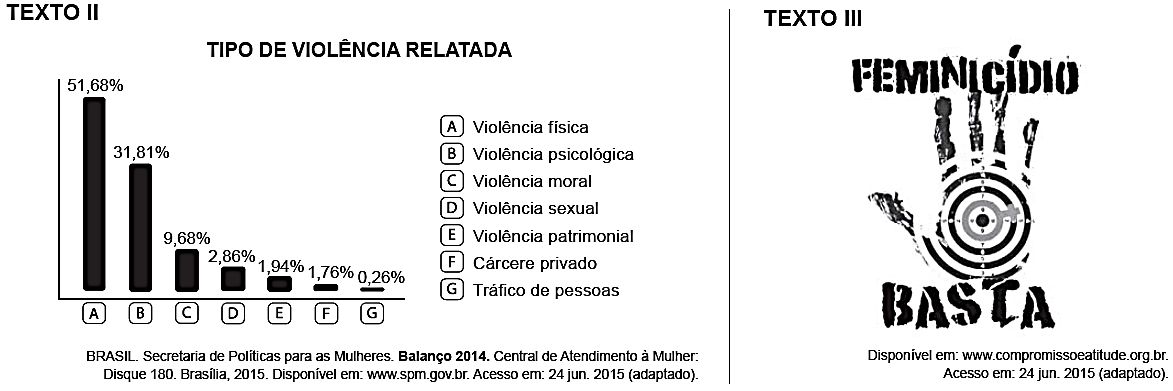 TEXTO II
TIPO DE VIOLÊNCIA RELATADA
51,68%
31,81%
9,68%
2,86%
1,94%
1,76%
0,26%
A
B
C
D
E
F
G
A Violência física
B Violência psicológica
C Violência moral
D Violência sexual
E Violência patrimonial
F Cárcere privado
G Tráfico de pessoas
BRASIL. Secretaria de Políticas para as Mulheres. Balanço 2014. Central de Atendimento à Mulher:
Disque 180. Brasília, 2015. Disponível em: www.spm.gov.br. Acesso em: 24 jun. 2015 (adaptado).
TEXTO III
FEMINICÍDIO
BASTA
Disponível em: www.compromissoeatitude.org.br.
Acesso em: 24 jun. 2015 (adaptado).